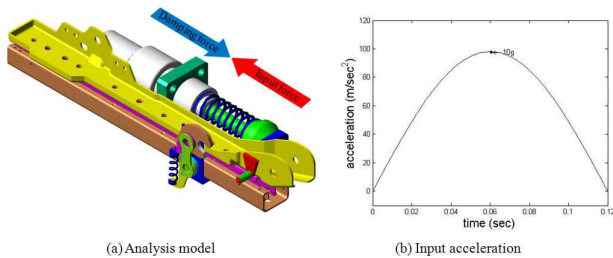 Damping force
Input force
120
100
80
60
40
20
0
10g
acceleration (m/sec²)
0
0.02
0.04
0.06
0.08
0.1
0.12
time (sec)
(a) Analysis model
(b) Input acceleration